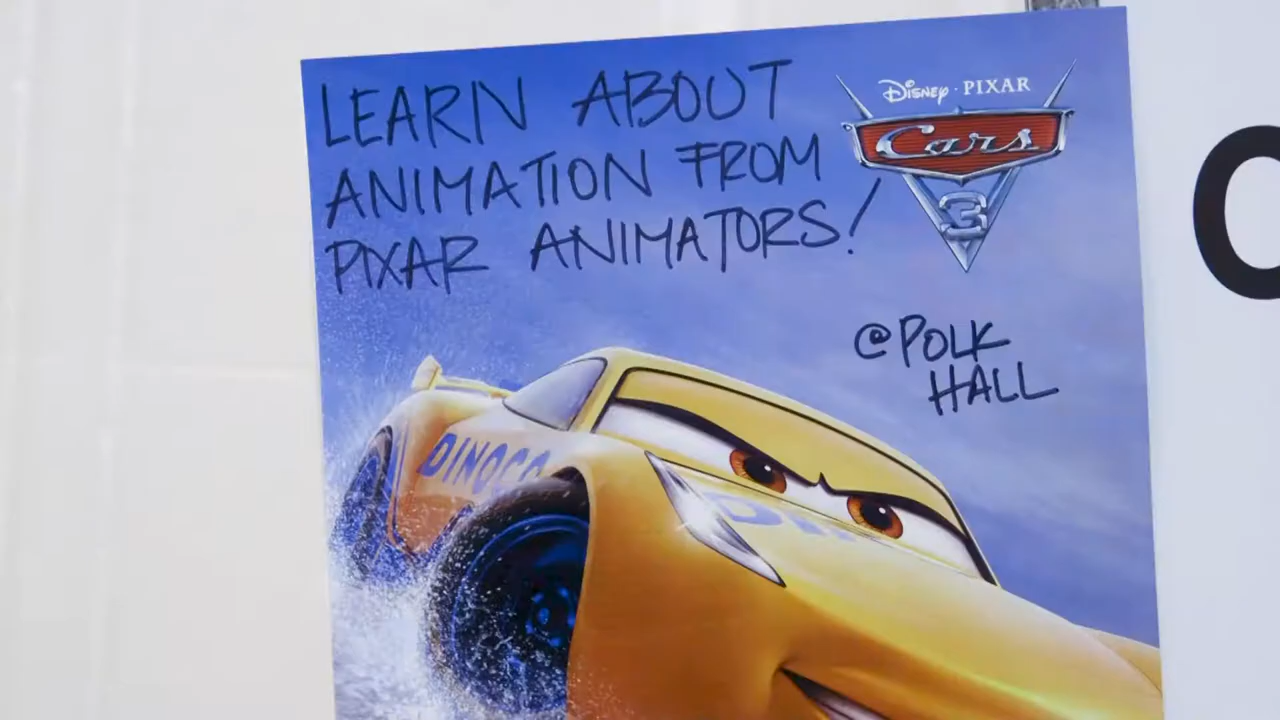 LEARN ABOUT
ANIMATION FROM
PIXAR ANIMATORS!
DISNEY · PIXAR
Cars
3
@POLK
HALL
DINOCO